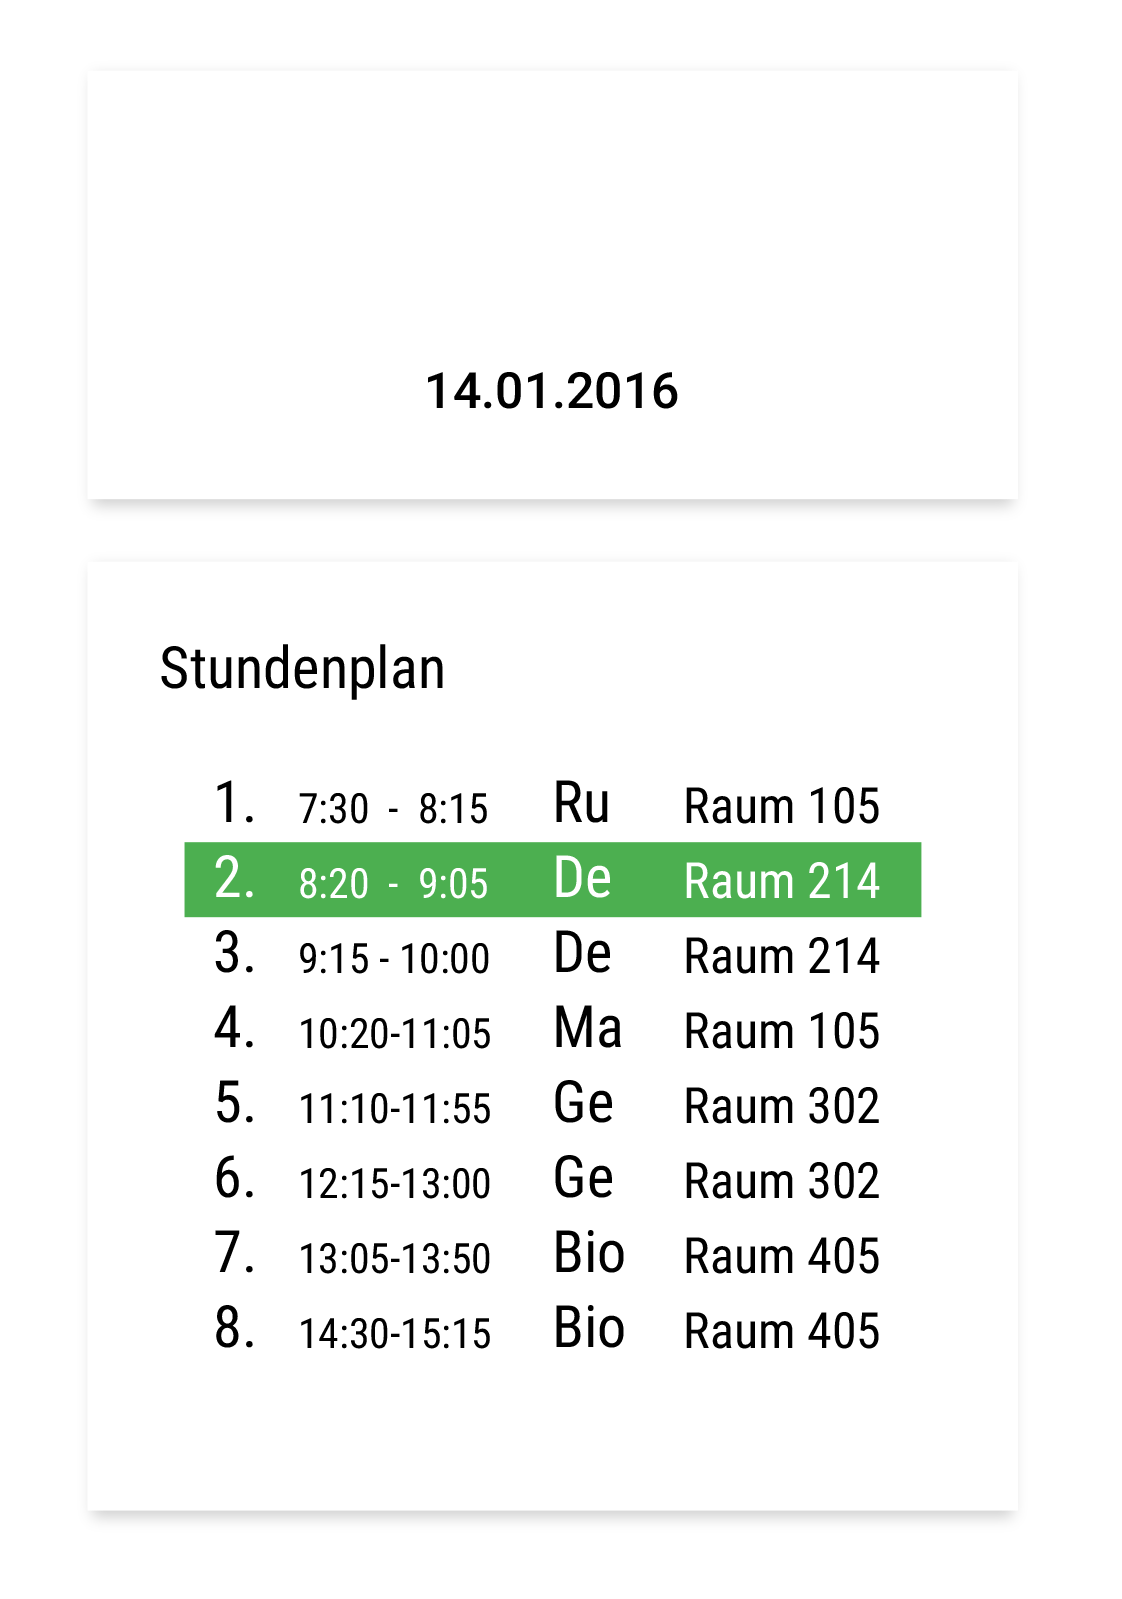 14.01.2016
Stundenplan
1. 7:30 - 8:15 Ru Raum 105
2. 8:20 - 9:05 De Raum 214
3. 9:15 - 10:00 De Raum 214
4. 10:20-11:05 Ma Raum 105
5. 11:10-11:55 Ge Raum 302
6. 12:15-13:00 Ge Raum 302
7. 13:05-13:50 Bio Raum 405
8. 14:30-15:15 Bio Raum 405